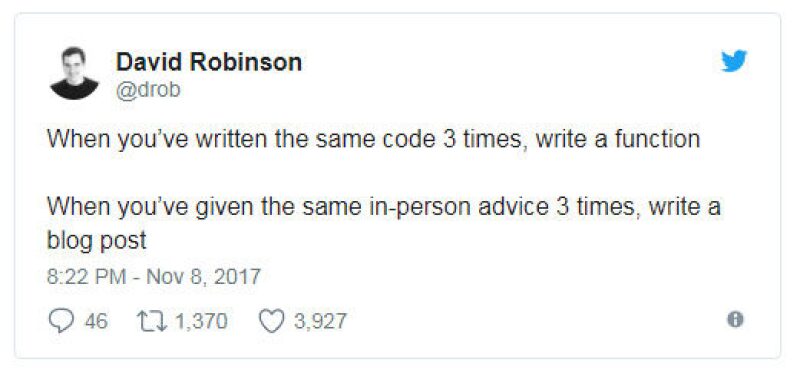 David Robinson
@drob
When you’ve written the same code 3 times, write a function
When you’ve given the same in-person advice 3 times, write a
blog post
8:22 PM - Nov 8, 2017
46 1,370 3,927